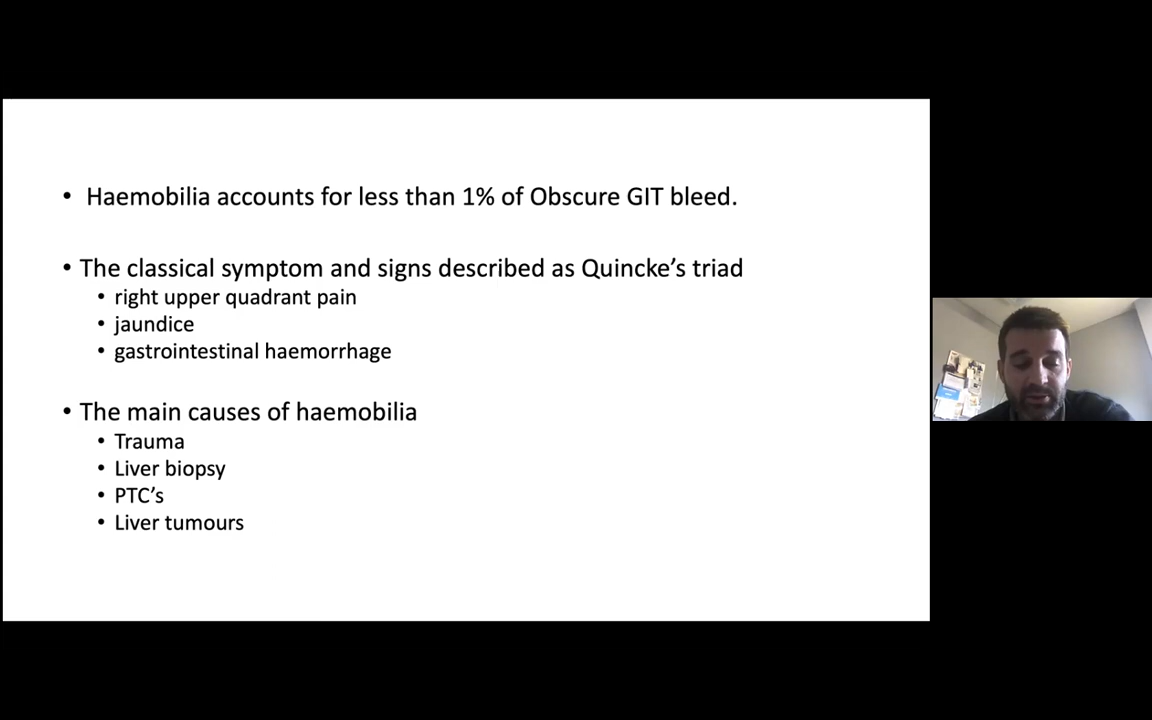 • Haemobilia accounts for less than 1% of Obscure GIT bleed.
• The classical symptom and signs described as Quincke’s triad
• right upper quadrant pain
• jaundice
• gastrointestinal haemorrhage
• The main causes of haemobilia
• Trauma
• Liver biopsy
• PTC’s
• Liver tumours